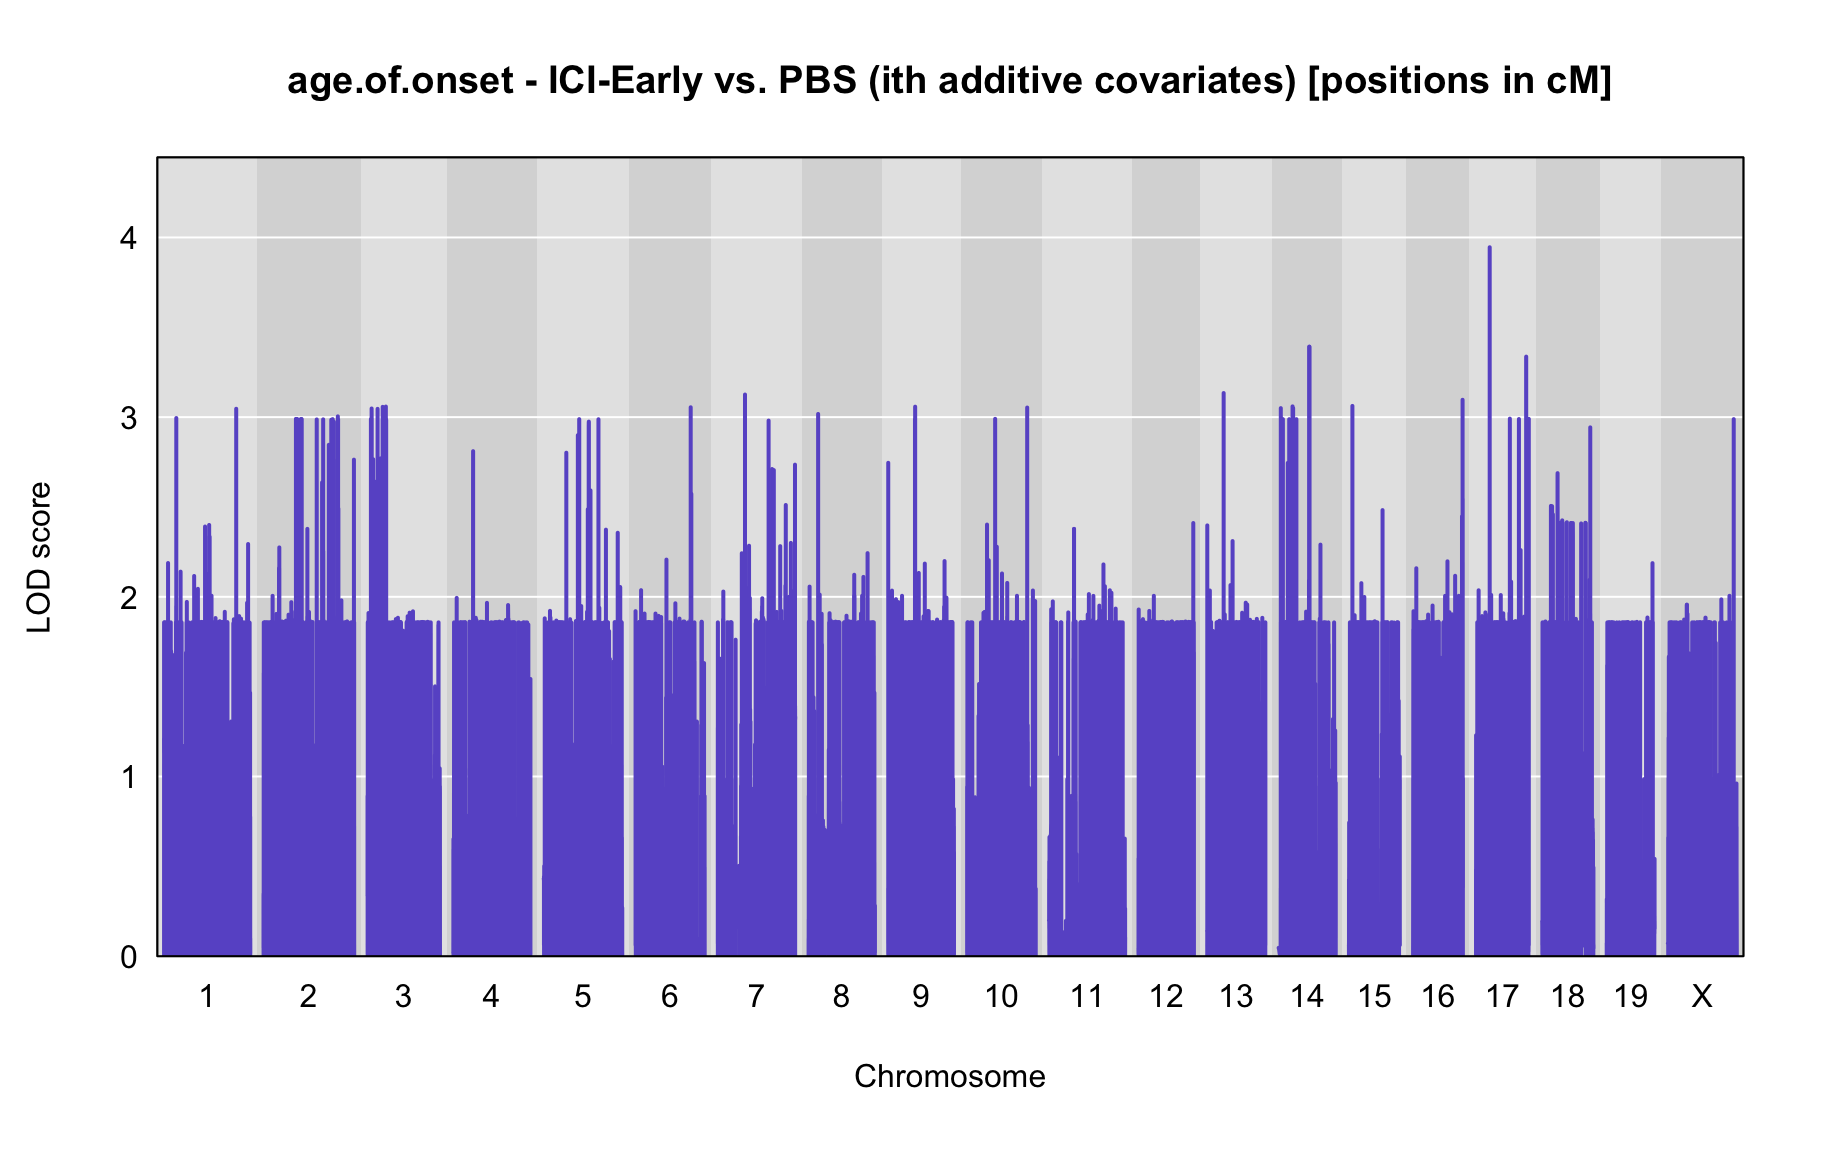 age.of.onset - ICI-Early vs. PBS (ith additive covariates) [positions in cM]
LOD score
4
3
2
1
0
1 2 3 4 5 6 7 8 9 10 11 12 13 14 15 16 17 18 19 X
Chromosome